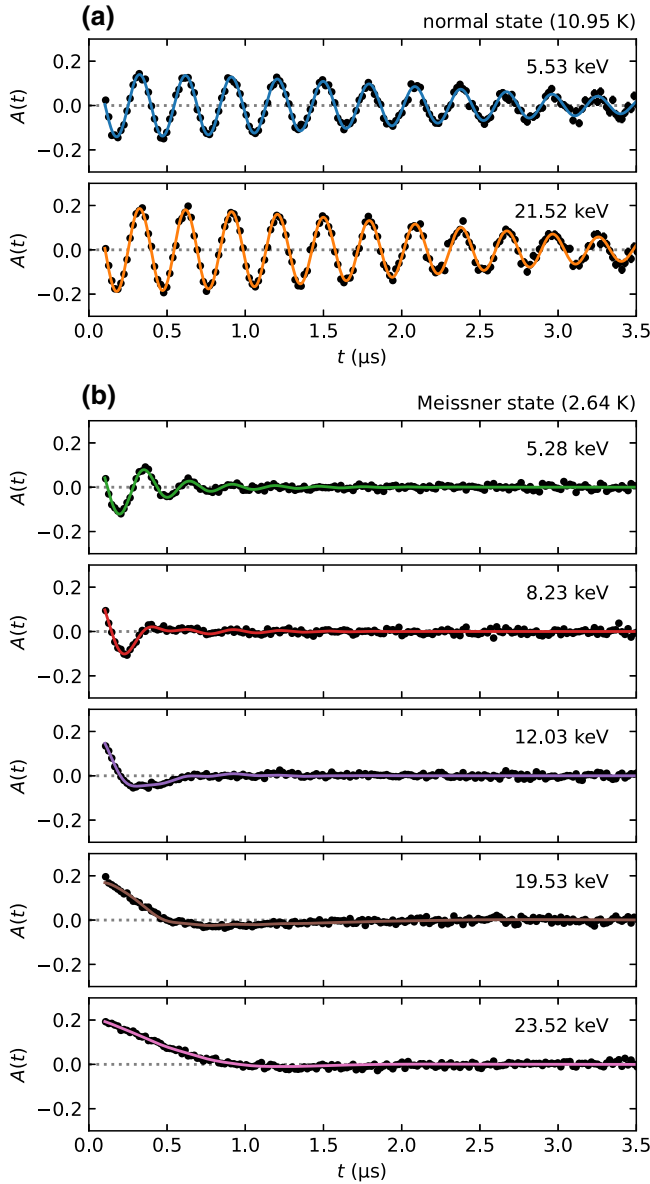 (a)
normal state (10.95 K)
5.53 keV
A(t)
0.2
0.0
−0.2
21.52 keV
A(t)
0.2
0.0
−0.2
0.0 0.5 1.0 1.5 2.0 2.5 3.0 3.5
t (µs)
(b)
Meissner state (2.64 K)
5.28 keV
A(t)
0.2
0.0
−0.2
8.23 keV
A(t)
0.2
0.0
−0.2
12.03 keV
A(t)
0.2
0.0
−0.2
19.53 keV
A(t)
0.2
0.0
−0.2
23.52 keV
A(t)
0.2
0.0
−0.2
0.0 0.5 1.0 1.5 2.0 2.5 3.0 3.5
t (µs)